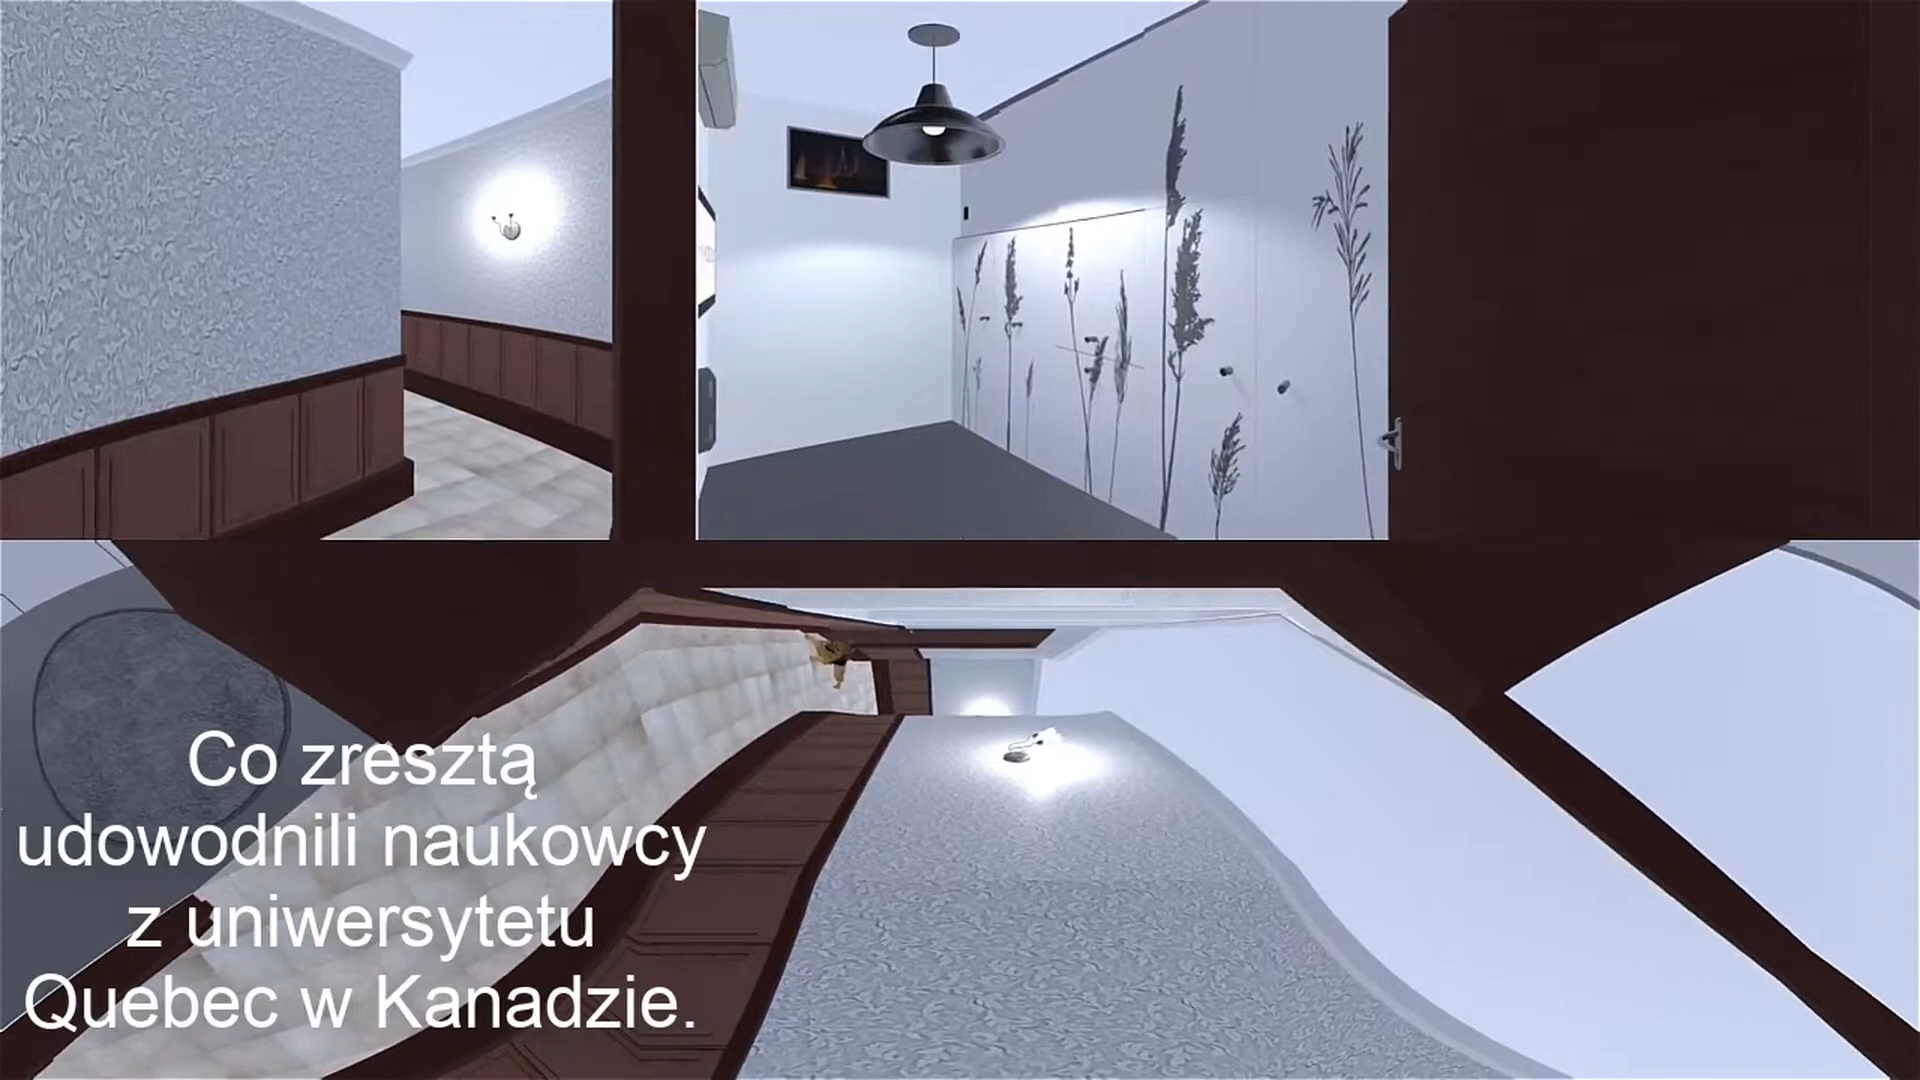 Co zresztą
udowodnili naukowcy
z uniwersytetu
Quebec w Kanadzie.